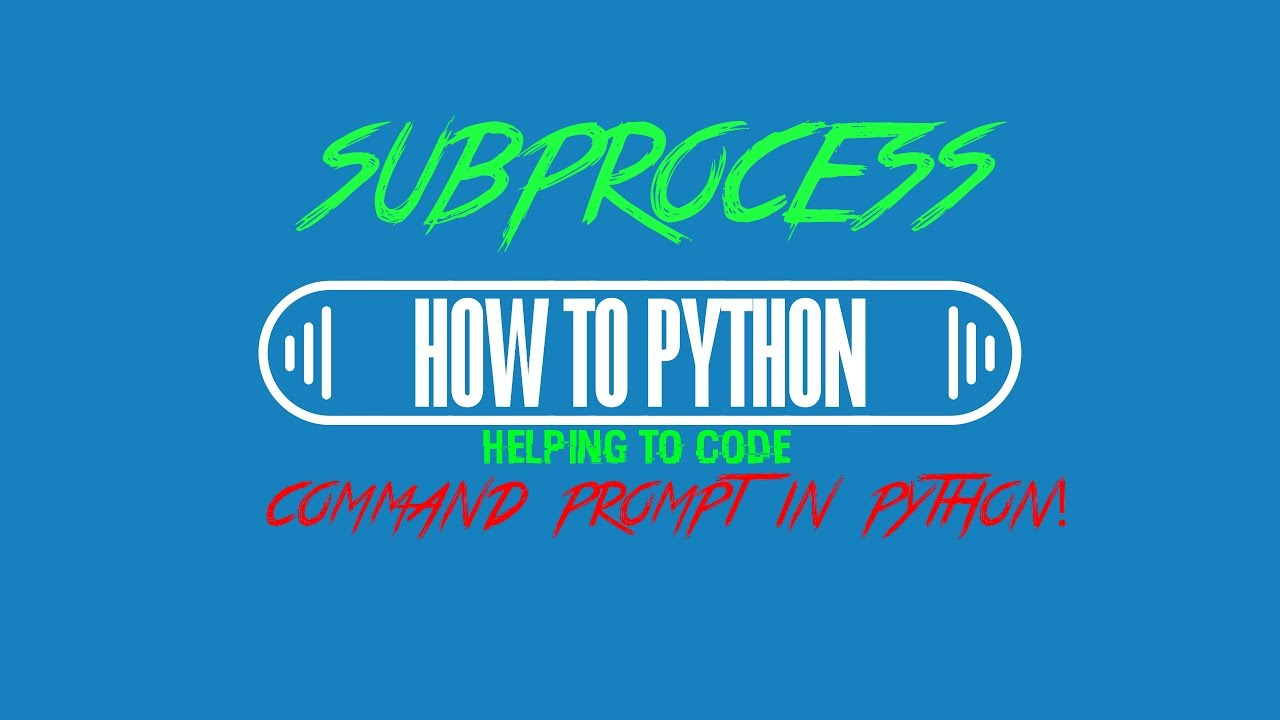 SUBPROCESS
HOW TO PYTHON
HELPING TO CODE
COMMAND PROMPT IN PYTHON!